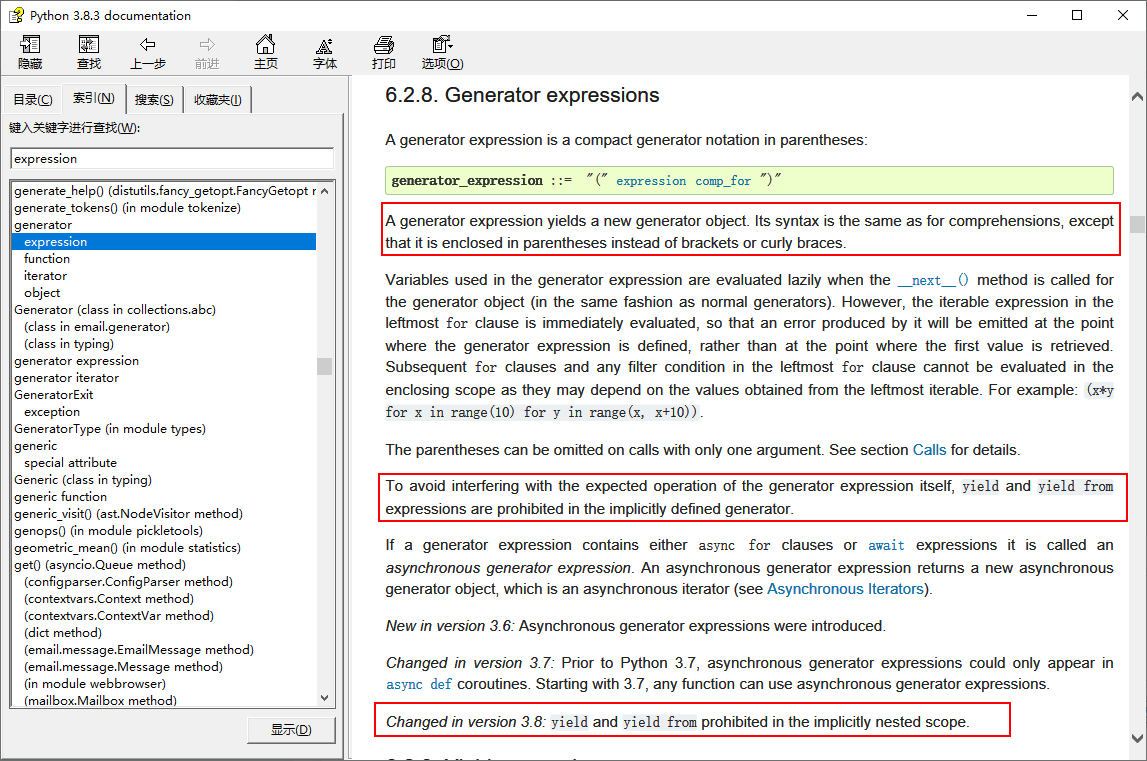 Python 3.8.3 documentation
隐藏 查找 上一步 前进 主页 字体 打印 选项(O)
目录(C) 索引(N) 搜索(S) 收藏夹(I)
键入关键字进行查找(W):
expression
generate_help() (distutils.fancy_getopt.FancyGetopt r
generate_tokens() (in module tokenize)
generator
expression
function
iterator
object
Generator (class in collections.abc)
(class in email.generator)
(class in typing)
generator expression
generator iterator
GeneratorExit
exception
GeneratorType (in module types)
generic
special attribute
Generic (class in typing)
generic function
generic_visit() (ast.NodeVisitor method)
genops() (in module pickletools)
geometric_mean() (in module statistics)
get() (asyncio.Queue method)
(configparser.ConfigParser method)
(contextvars.Context method)
(contextvars.ContextVar method)
(dict method)
(email.message.EmailMessage method)
(email.message.Message method)
(in module webbrowser)
(mailbox.Mailbox method)
显示(D)
6.2.8. Generator expressions
A generator expression is a compact generator notation in parentheses:
generator_expression ::= "(" expression comp_for ")"
A generator expression yields a new generator object. Its syntax is the same as for comprehensions, except
that it is enclosed in parentheses instead of brackets or curly braces.
Variables used in the generator expression are evaluated lazily when the __next__() method is called for
the generator object (in the same fashion as normal generators). However, the iterable expression in the
leftmost for clause is immediately evaluated, so that an error produced by it will be emitted at the point
where the generator expression is defined, rather than at the point where the first value is retrieved.
Subsequent for clauses and any filter condition in the leftmost for clause cannot be evaluated in the
enclosing scope as they may depend on the values obtained from the leftmost iterable. For example: (x*y
for x in range(10) for y in range(x, x+10)).
The parentheses can be omitted on calls with only one argument. See section Calls for details.
To avoid interfering with the expected operation of the generator expression itself, yield and yield from
expressions are prohibited in the implicitly defined generator.
If a generator expression contains either async for clauses or await expressions it is called an
asynchronous generator expression. An asynchronous generator expression returns a new asynchronous
generator object, which is an asynchronous iterator (see Asynchronous Iterators).
New in version 3.6: Asynchronous generator expressions were introduced.
Changed in version 3.7: Prior to Python 3.7, asynchronous generator expressions could only appear in
async def coroutines. Starting with 3.7, any function can use asynchronous generator expressions.
Changed in version 3.8: yield and yield from prohibited in the implicitly nested scope.